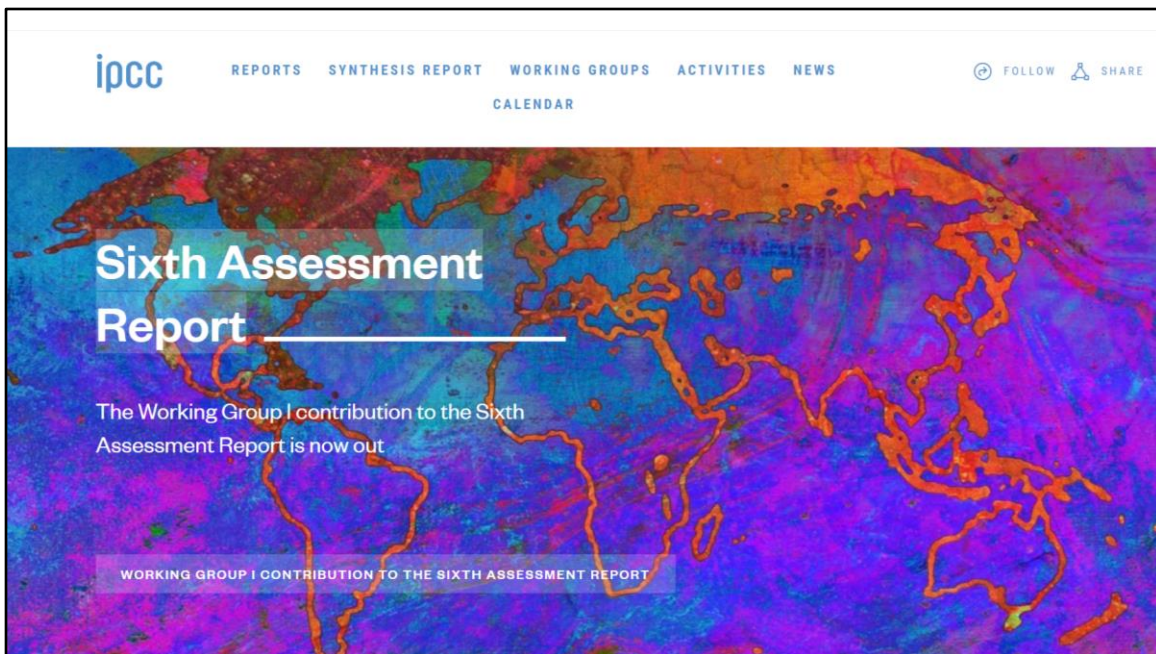 ipcc
REPORTS SYNTHESIS REPORT WORKING GROUPS ACTIVITIES NEWS
CALENDAR
FOLLOW SHARE
Sixth Assessment
Report
The Working Group I contribution to the Sixth
Assessment Report is now out
WORKING GROUP I CONTRIBUTION TO THE SIXTH ASSESSMENT REPORT